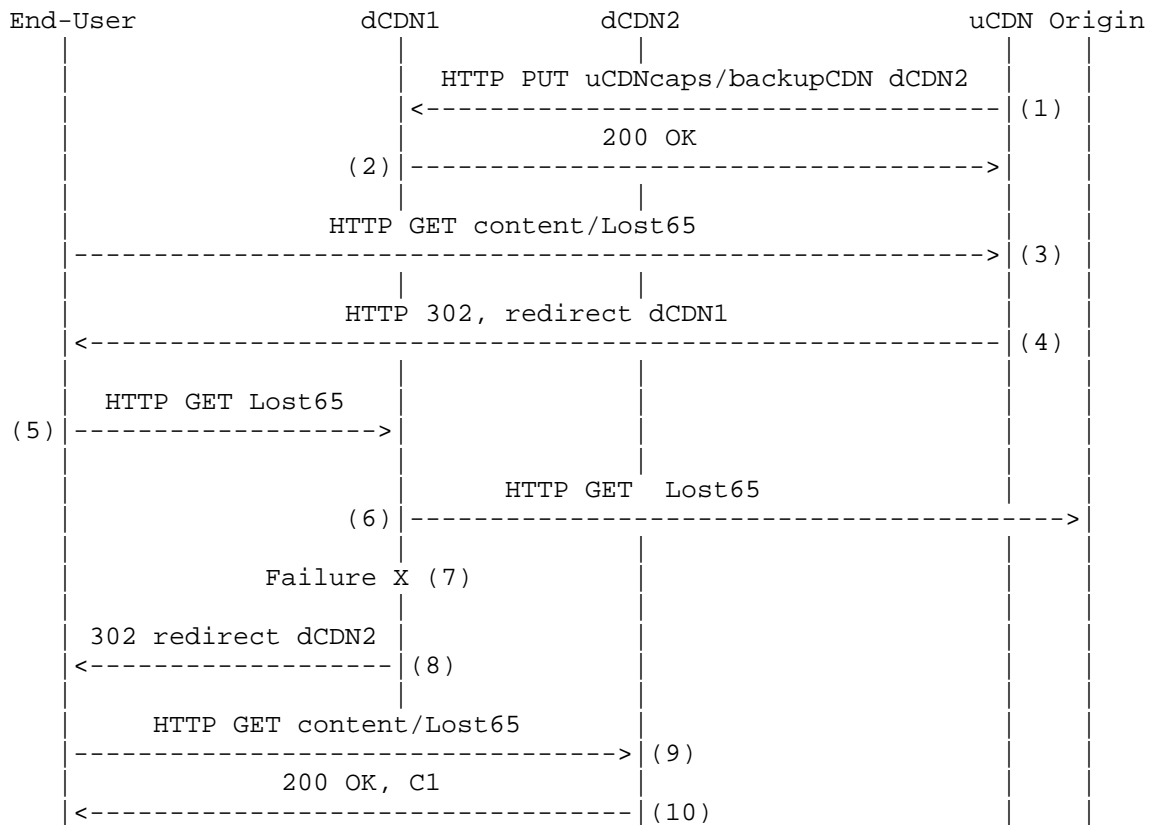 End-User dCDN1 dCDN2 uCDN Origin
HTTP PUT uCDNcaps/backupCDN dCDN2
(1)
200 OK
(2)
HTTP GET content/Lost65
(3)
HTTP 302, redirect dCDN1
(4)
HTTP GET Lost65
(5)
HTTP GET Lost65
(6)
Failure X (7)
302 redirect dCDN2
(8)
HTTP GET content/Lost65
(9)
200 OK, C1
(10)